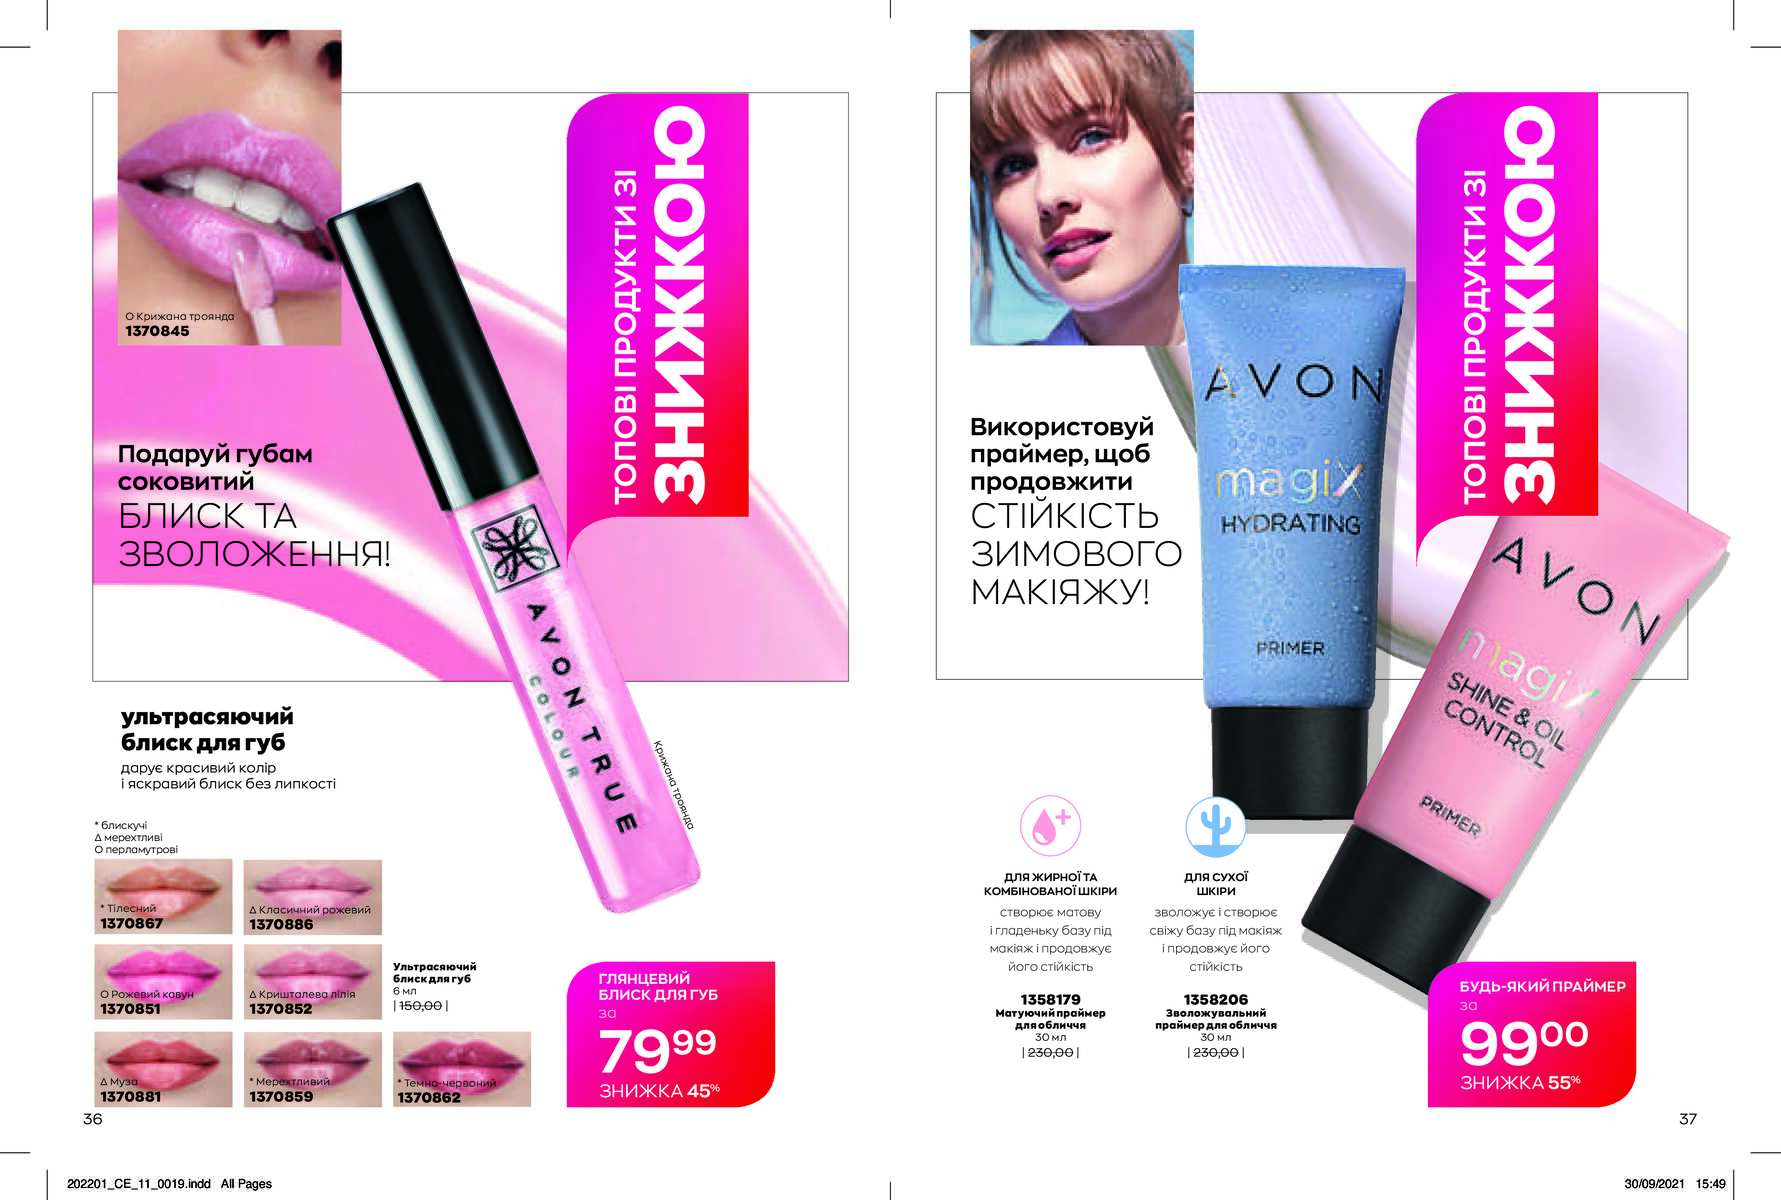 О Крижана троянда
1370845
ТОПОВІ ПРОДУКТИ ЗІ
ЗНИЖКОЮ
Подаруй губам
соковитий
БЛИСК ТА
ЗВОЛОЖЕННЯ!
AVON TRUE
COLOUR
Крижана троянда
ультрасяючий
блиск для губ
дарує красивий колір
і яскравий блиск без липкості
* блискучі
Δ мерехтливі
О перламутрові
* Тілесний
1370867
Δ Класичний рожевий
1370886
О Рожевий кавун
1370851
Δ Кришталева лілія
1370852
Δ Муза
1370881
* Мерехтливий
1370859
* Темно-червоний
1370862
Ультрасяючий
блиск для губ
6 мл
| 150,00 |
ГЛЯНЦЕВИЙ
БЛИСК ДЛЯ ГУБ
за
79⁹⁹
ЗНИЖКА 45%
36
ТОПОВІ ПРОДУКТИ ЗІ
ЗНИЖКОЮ
Використовуй
праймер, щоб
продовжити
СТІЙКІСТЬ
ЗИМОВОГО
МАКІЯЖУ!
AVON
magiX
HYDRATING
PRIMER
AVON
magiX
SHINE & OIL
CONTROL
PRIMER
ДЛЯ ЖИРНОЇ ТА
КОМБІНОВАНОЇ ШКІРИ
створює матову
і гладеньку базу під
макіяж і продовжує
його стійкість
1358179
Матуючий праймер
для обличчя
30 мл
| 230,00 |
ДЛЯ СУХОЇ
ШКІРИ
зволожує і створює
свіжу базу під макіяж
і продовжує його
стійкість
1358206
Зволожувальний
праймер для обличчя
30 мл
| 230,00 |
БУДЬ-ЯКИЙ ПРАЙМЕР
за
99⁰⁰
ЗНИЖКА 55%
37
202201_CE_11_0019.indd   All Pages
30/09/2021   15:49